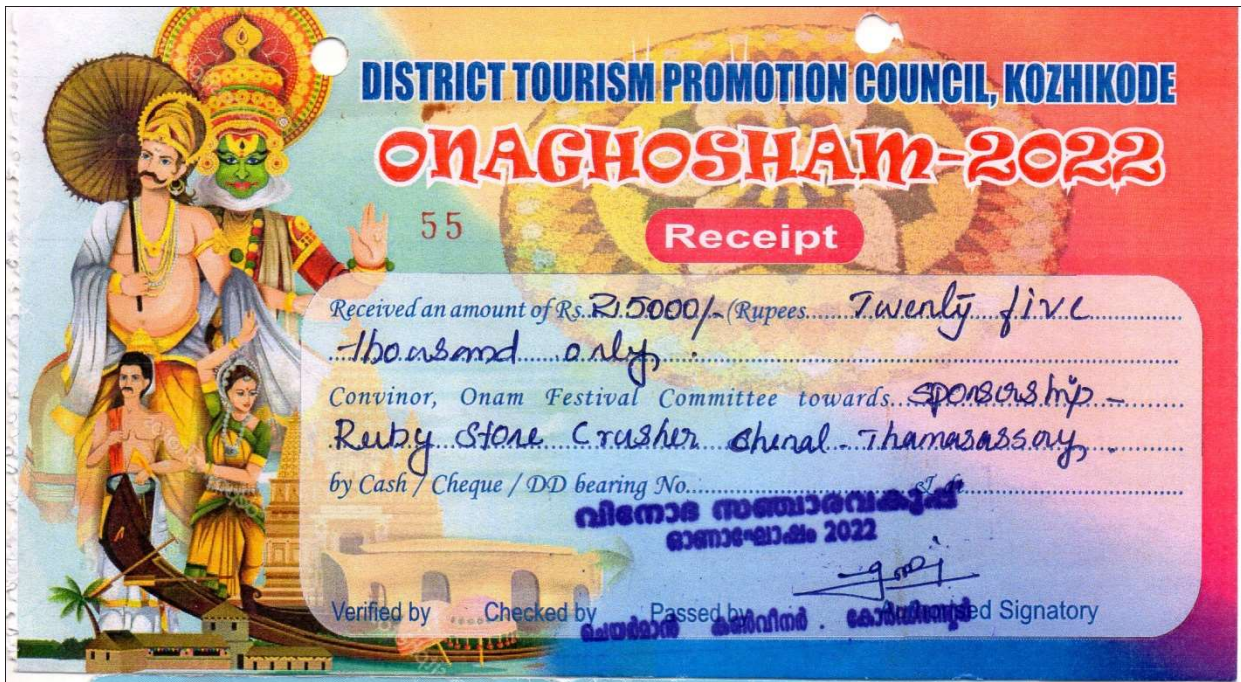 DISTRICT TOURISM PROMOTION COUNCIL, KOZHIKODE
ONAGHOSHAM-2022
55
Receipt
Received an amount of Rs. 25000/- (Rupees Twenty five
thousand only.
Convinor, Onam Festival Committee towards sponsorship -
Ruby Stone Crusher Thamarassery.
by Cash / Cheque / DD bearing No.
വിനോദ സഞ്ചാരവകുപ്പ്
ഓണാഘോഷം 2022
Verified by Checked by Passed by Authorised Signatory
ചെയർമാൻ കൺവീനർ . കോർഡിനേറ്റർ